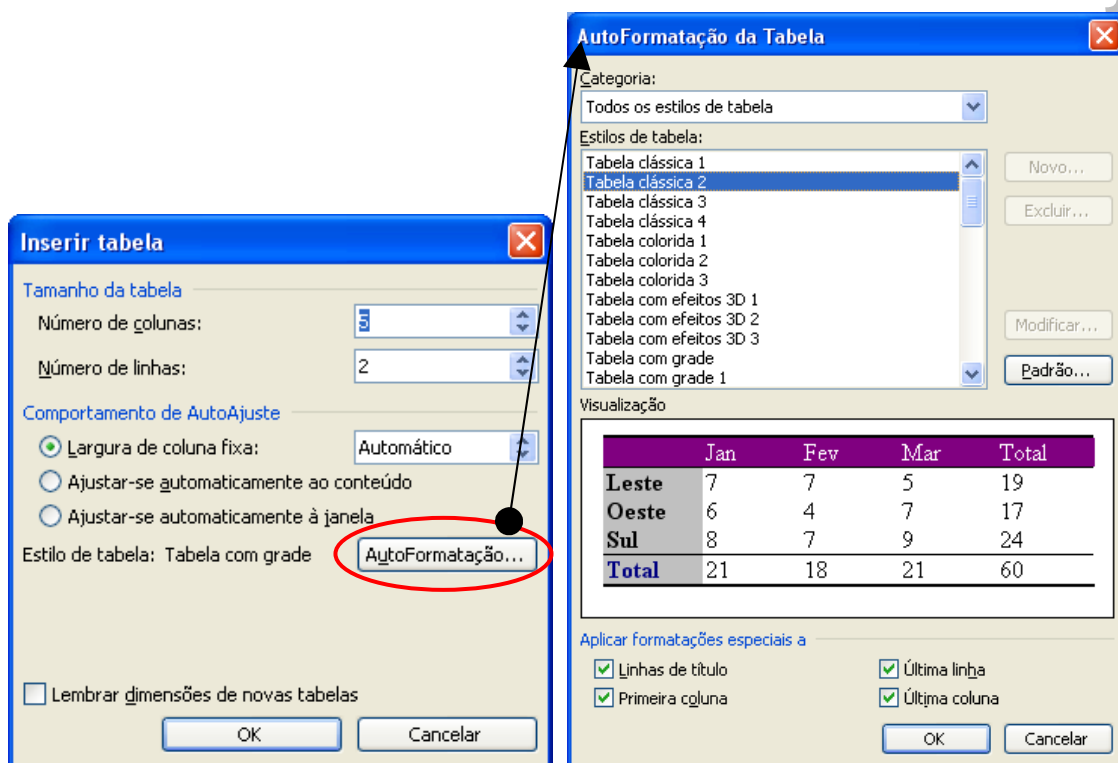 Inserir tabela
Tamanho da tabela
Número de colunas: 5
Número de linhas: 2
Comportamento de AutoAjuste
Largura de coluna fixa: Automático
Ajustar-se automaticamente ao conteúdo
Ajustar-se automaticamente à janela
Estilo de tabela: Tabela com grade AutoFormatação...
Lembrar dimensões de novas tabelas
OK Cancelar
AutoFormatação da Tabela
Categoria:
Todos os estilos de tabela
Estilos de tabela:
Tabela clássica 1
Tabela clássica 2
Tabela clássica 3
Tabela clássica 4
Tabela colorida 1
Tabela colorida 2
Tabela colorida 3
Tabela com efeitos 3D 1
Tabela com efeitos 3D 2
Tabela com efeitos 3D 3
Tabela com grade
Tabela com grade 1
Novo...
Excluir...
Modificar...
Padrão...
Visualização
Jan Fev Mar Total
Leste 7 7 5 19
Oeste 6 4 7 17
Sul 8 7 9 24
Total 21 18 21 60
Aplicar formatações especiais a
Linhas de título Última linha
Primeira coluna Última coluna
OK Cancelar